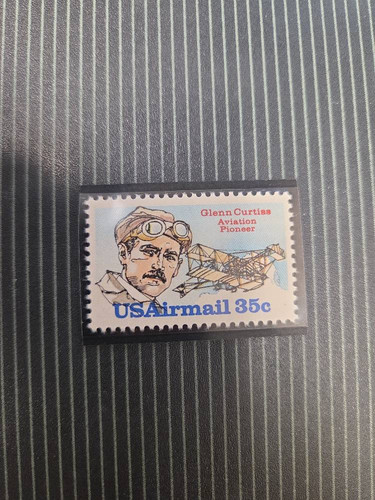 Glenn Curtiss
Aviation
Pioneer
USAirmail 35c